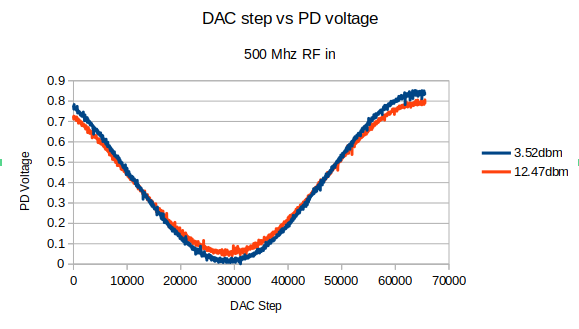 DAC step vs PD voltage
500 Mhz RF in
0.9
0.8
0.7
0.6
0.5
0.4
0.3
0.2
0.1
0
PD Voltage
0 10000 20000 30000 40000 50000 60000 70000
DAC Step
3.52dbm
12.47dbm